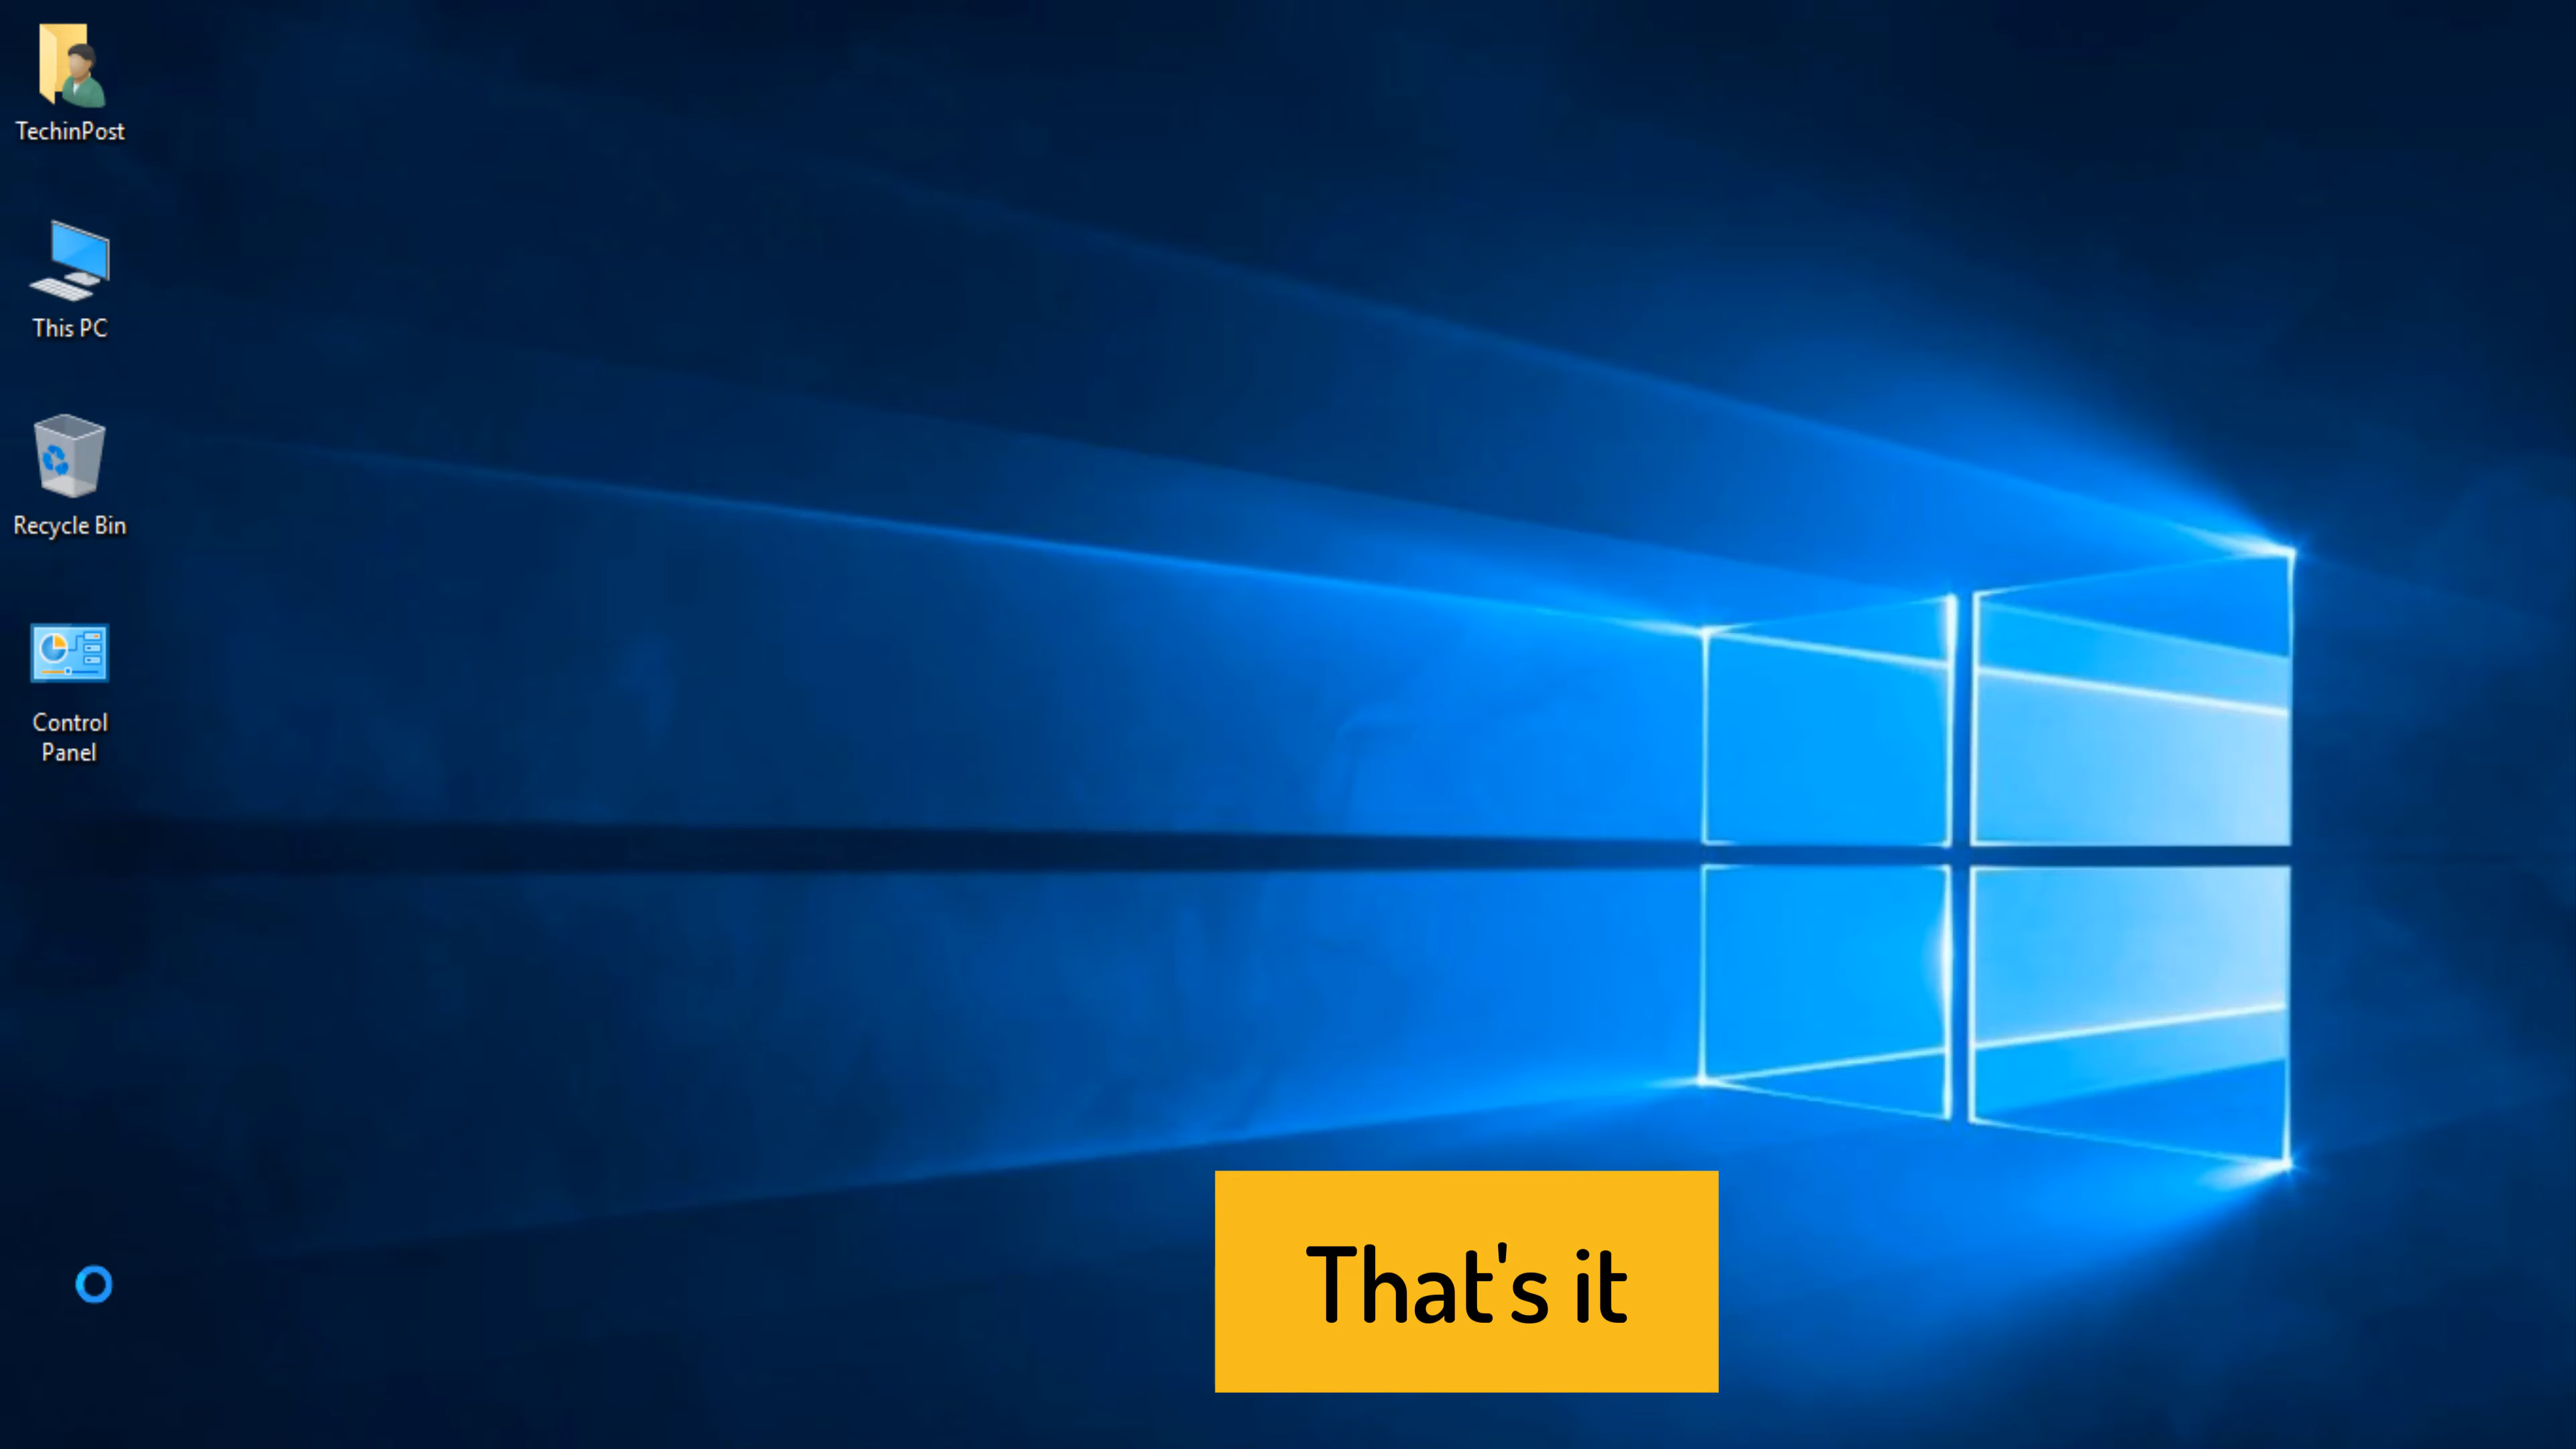 TechinPost
This PC
Recycle Bin
Control
Panel
That's it